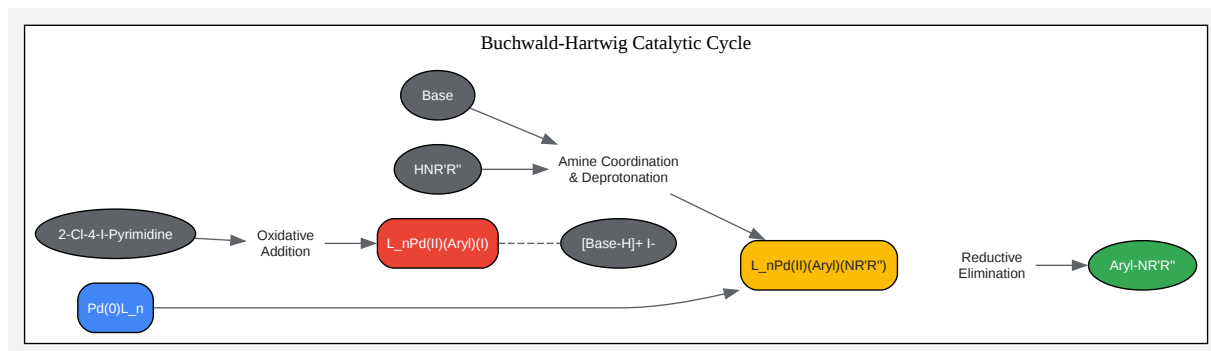 Buchwald-Hartwig Catalytic Cycle
Base
HNR'R"
Amine Coordination
& Deprotonation
2-Cl-4-I-Pyrimidine
Oxidative
Addition
L_nPd(II)(Aryl)(I)
[Base-H]+ I-
L_nPd(II)(Aryl)(NR'R")
Reductive
Elimination
Aryl-NR'R"
Pd(0)L_n